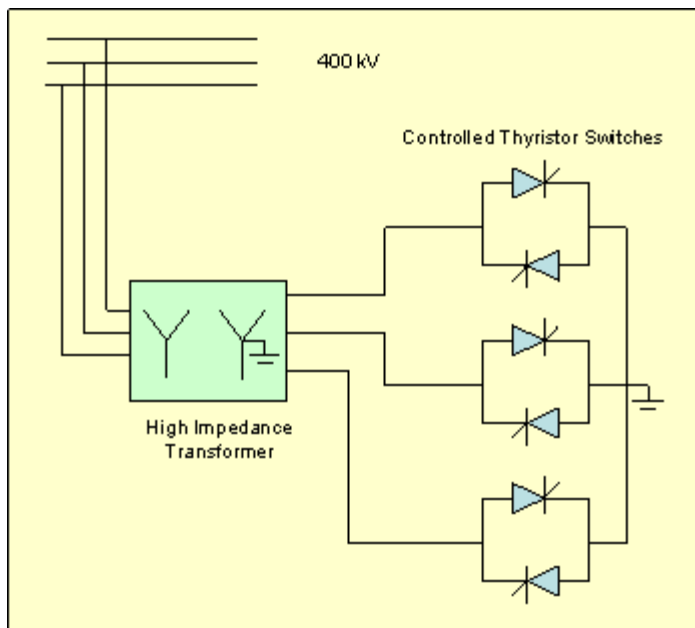 400 kV
Controlled Thyristor Switches
High Impedance
Transformer